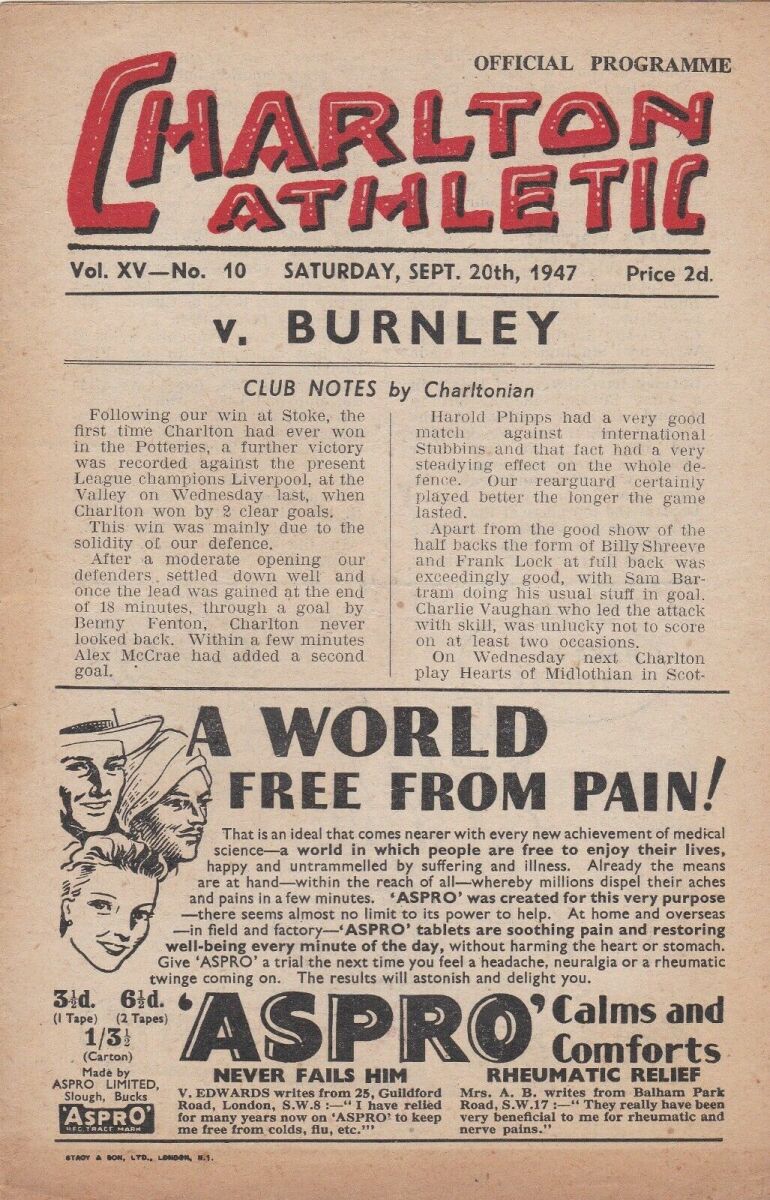 OFFICIAL PROGRAMME
CHARLTON
ATHLETIC
Vol. XV—No. 10 SATURDAY, SEPT. 20th, 1947 Price 2d.
v. BURNLEY
CLUB NOTES by Charltonian
Following our win at Stoke, the
first time Charlton had ever won
in the Potteries, a further victory
was recorded against the present
League champions Liverpool, at the
Valley on Wednesday last, when
Charlton won by 2 clear goals.
This win was mainly due to the
solidity of our defence.
After a moderate opening our
defenders settled down well and
once the lead was gained at the end
of 18 minutes, through a goal by
Benny Fenton, Charlton never
looked back. Within a few minutes
Alex McCrae had added a second
goal.
Harold Phipps had a very good
match against international
Stubbins and that fact had a very
steadying effect on the whole de-
fence. Our rearguard certainly
played better the longer the game
lasted.
Apart from the good show of the
half backs the form of Billy Shreeve
and Frank Lock at full back was
exceedingly good, with Sam Bar-
tram doing his usual stuff in goal.
Charlie Vaughan who led the attack
with skill, was unlucky not to score
on at least two occasions.
On Wednesday next Charlton
play Hearts of Midlothian in Scot-
A WORLD
FREE FROM PAIN!
That is an ideal that comes nearer with every new achievement of medical
science—a world in which people are free to enjoy their lives,
happy and untrammelled by suffering and illness. Already the means
are at hand—within the reach of all—whereby millions dispel their aches
and pains in a few minutes. 'ASPRO' was created for this very purpose
—there seems almost no limit to its power to help. At home and overseas
—in field and factory—'ASPRO' tablets are soothing pain and restoring
well-being every minute of the day, without harming the heart or stomach.
Give 'ASPRO' a trial the next time you feel a headache, neuralgia or a rheumatic
twinge coming on. The results will astonish and delight you.
3½d. 6½d.
(1 Tape) (2 Tapes)
1/3½
(Carton)
Made by
ASPRO LIMITED,
Slough, Bucks
'ASPRO'
REG. TRADE MARK
'ASPRO' Calms and
Comforts
NEVER FAILS HIM
V. EDWARDS writes from 25, Guildford
Road, London, S.W.8 :—"I have relied
for many years now on 'ASPRO' to keep
me free from colds, flu, etc.'"
RHEUMATIC RELIEF
Mrs. A. B. writes from Balham Park
Road, S.W.17 :—"They really have been
very beneficial to me for rheumatic and
nerve pains."
STACY & SON, LTD., LONDON, N.1.